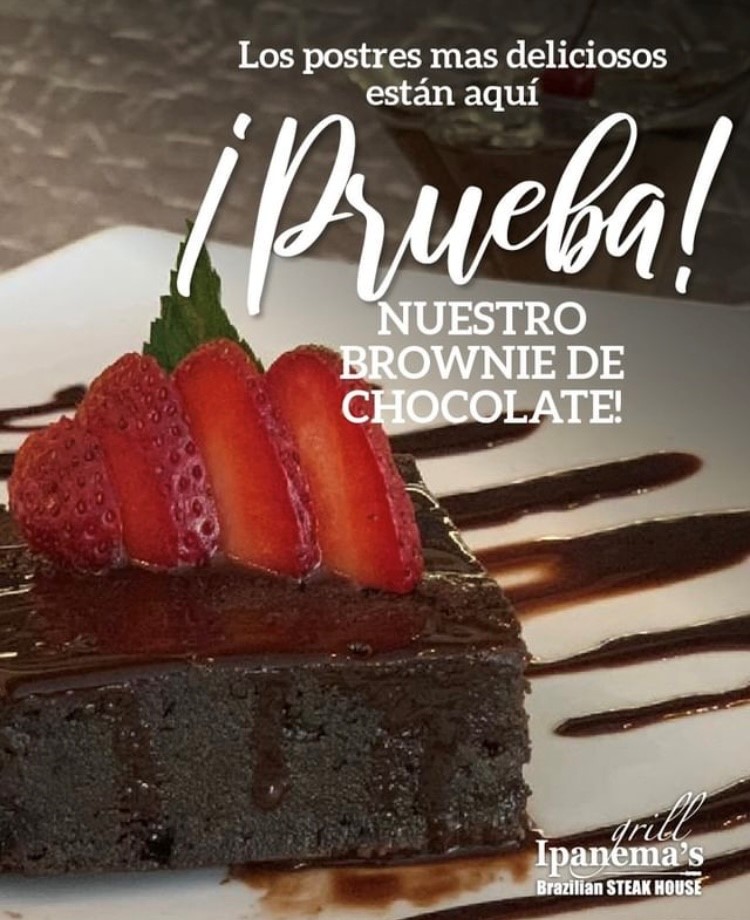 Los postres mas deliciosos
están aquí
¡Prueba!
NUESTRO
BROWNIE DE
CHOCOLATE!
grill
Ipanema's
Brazilian STEAK HOUSE